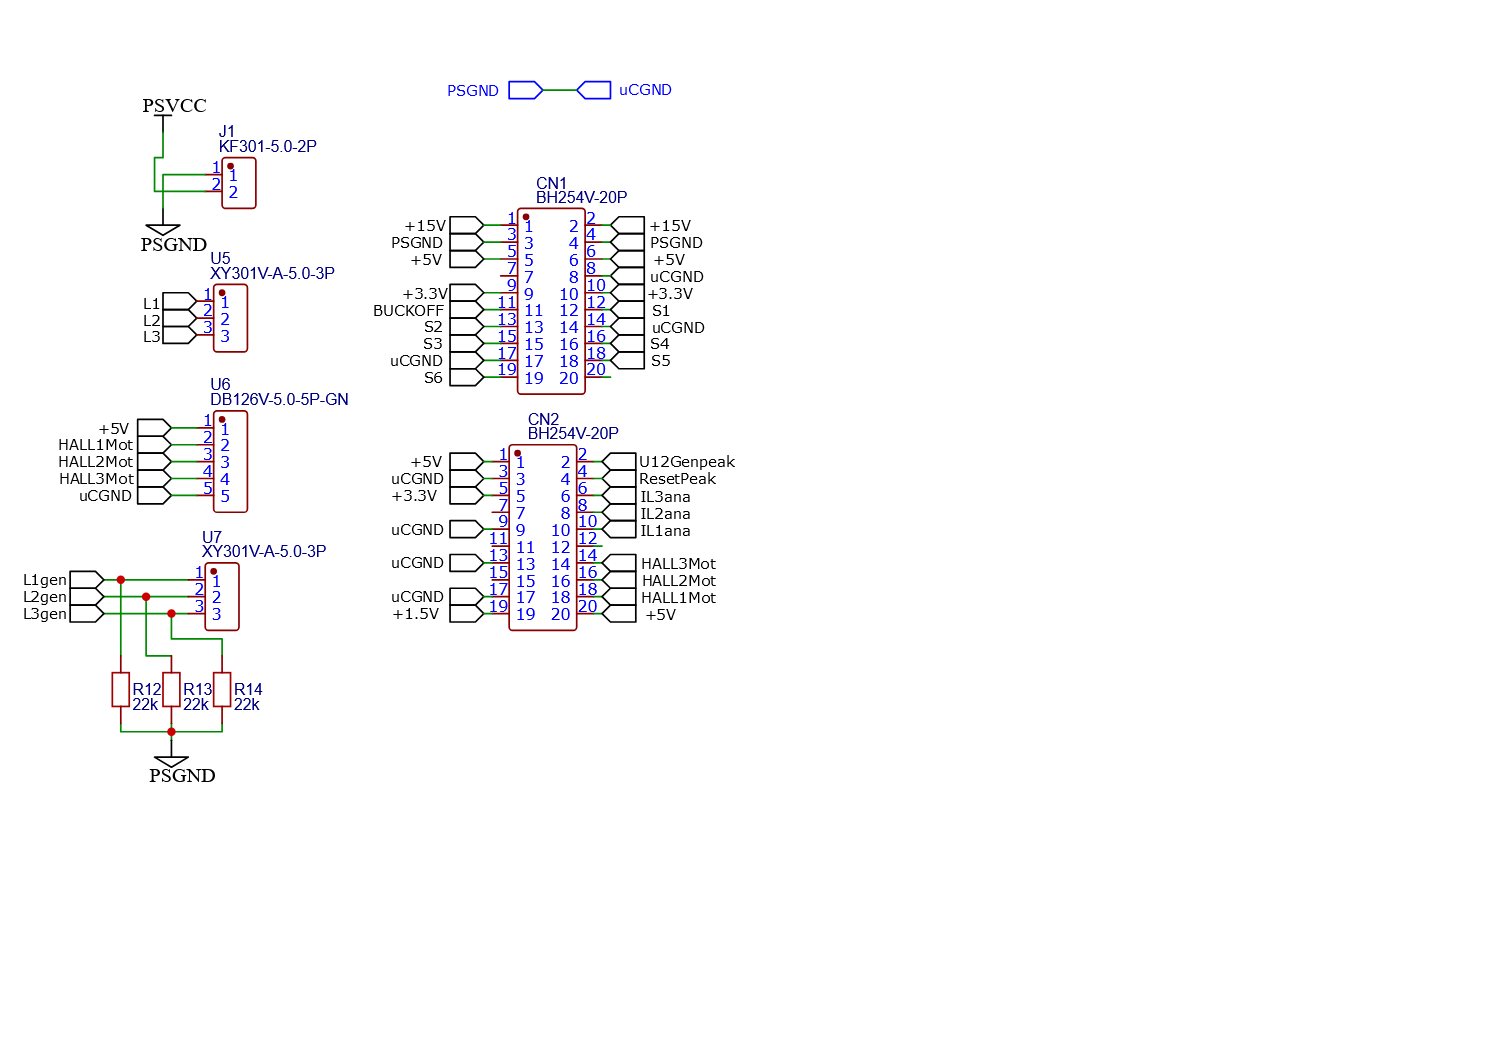 PSGND uCGND
PSVCC
J1
KF301-5.0-2P
1 1
2 2
PSGND
U5
XY301V-A-5.0-3P
L1 1 1
L2 2 2
L3 3 3
U6
DB126V-5.0-5P-GN
+5V 1 1
HALL1Mot 2 2
HALL2Mot 3 3
HALL3Mot 4 4
uCGND 5 5
U7
XY301V-A-5.0-3P
L1gen 1 1
L2gen 2 2
L3gen 3 3
R12 R13 R14
22k 22k 22k
PSGND
CN1
BH254V-20P
+15V 1 1 2 2 +15V
PSGND 3 3 4 4 PSGND
+5V 5 5 6 6 +5V
7 7 8 8 uCGND
+3.3V 9 9 10 10 +3.3V
BUCKOFF 11 11 12 12 S1
S2 13 13 14 14 uCGND
S3 15 15 16 16 S4
uCGND 17 17 18 18 S5
S6 19 19 20 20
CN2
BH254V-20P
+5V 1 1 2 2 U12Genpeak
uCGND 3 3 4 4 ResetPeak
+3.3V 5 5 6 6 IL3ana
7 7 8 8 IL2ana
uCGND 9 9 10 10 IL1ana
11 11 12 12
uCGND 13 13 14 14 HALL3Mot
15 15 16 16 HALL2Mot
uCGND 17 17 18 18 HALL1Mot
+1.5V 19 19 20 20 +5V